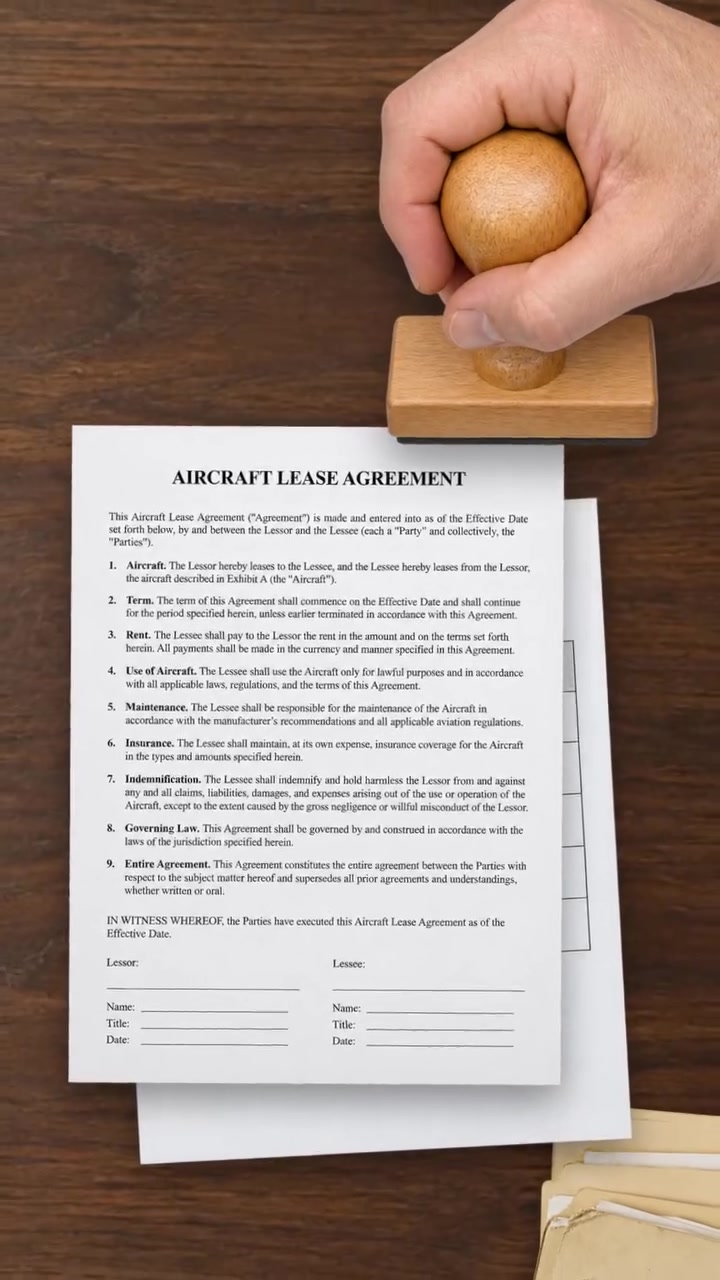 AIRCRAFT LEASE AGREEMENT
This Aircraft Lease Agreement ("Agreement") is made and entered into as of the Effective Date
set forth below, by and between the Lessor and the Lessee (each a "Party" and collectively, the
"Parties").
1. Aircraft. The Lessor hereby leases to the Lessee, and the Lessee hereby leases from the Lessor,
the aircraft described in Exhibit A (the "Aircraft").
2. Term. The term of this Agreement shall commence on the Effective Date and shall continue
for the period specified herein, unless earlier terminated in accordance with this Agreement.
3. Rent. The Lessee shall pay to the Lessor the rent in the amount and on the terms set forth
herein. All payments shall be made in the currency and manner specified in this Agreement.
4. Use of Aircraft. The Lessee shall use the Aircraft only for lawful purposes and in accordance
with all applicable laws, regulations, and the terms of this Agreement.
5. Maintenance. The Lessee shall be responsible for the maintenance of the Aircraft in
accordance with the manufacturer's recommendations and all applicable aviation regulations.
6. Insurance. The Lessee shall maintain, at its own expense, insurance coverage for the Aircraft
in the types and amounts specified herein.
7. Indemnification. The Lessee shall indemnify and hold harmless the Lessor from and against
any and all claims, liabilities, damages, and expenses arising out of the use or operation of the
Aircraft, except to the extent caused by the gross negligence or willful misconduct of the Lessor.
8. Governing Law. This Agreement shall be governed by and construed in accordance with the
laws of the jurisdiction specified herein.
9. Entire Agreement. This Agreement constitutes the entire agreement between the Parties with
respect to the subject matter hereof and supersedes all prior agreements and understandings,
whether written or oral.
IN WITNESS WHEREOF, the Parties have executed this Aircraft Lease Agreement as of the
Effective Date.
Lessor: Lessee:
Name: Name:
Title: Title:
Date: Date: